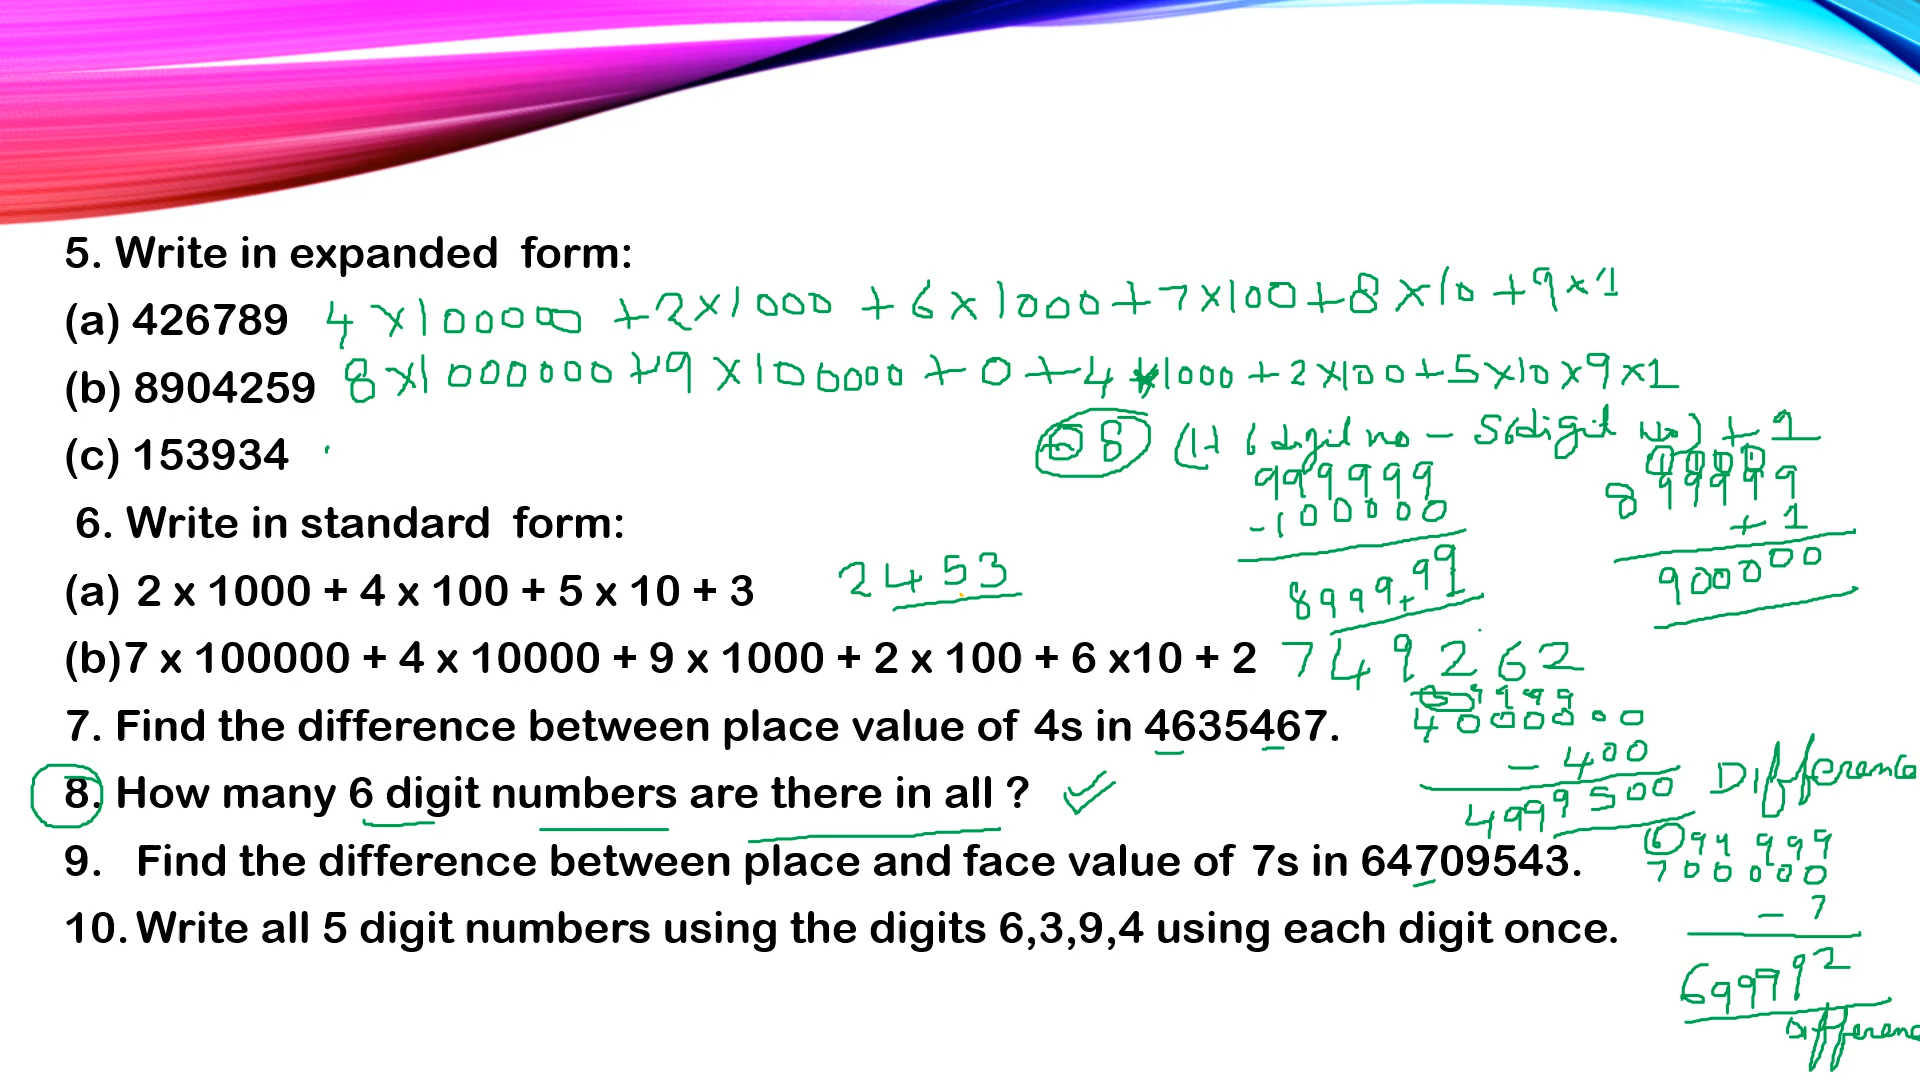 5. Write in expanded form:
(a) 426789 4 × 100000 + 2 × 1000 + 6 × 1000 + 7 × 100 + 8 × 10 + 9 × 1
(b) 8904259 8 × 1000000 + 9 × 100000 + 0 + 4 × 1000 + 2 × 100 + 5 × 10 × 9 × 1
(c) 153934
8 (H 6 digit no – S 6 digit No) + 1
999999
- 100000
899999
899999
+ 1
900000
6. Write in standard form:
(a) 2 x 1000 + 4 x 100 + 5 x 10 + 3 2453
(b)7 x 100000 + 4 x 10000 + 9 x 1000 + 2 x 100 + 6 x10 + 2 749262
7. Find the difference between place value of 4s in 4635467. 4000000
- 400
4999500 Difference
8. How many 6 digit numbers are there in all ? ✓
9. Find the difference between place and face value of 7s in 64709543. 700000
- 7
699992
Difference
10. Write all 5 digit numbers using the digits 6,3,9,4 using each digit once.